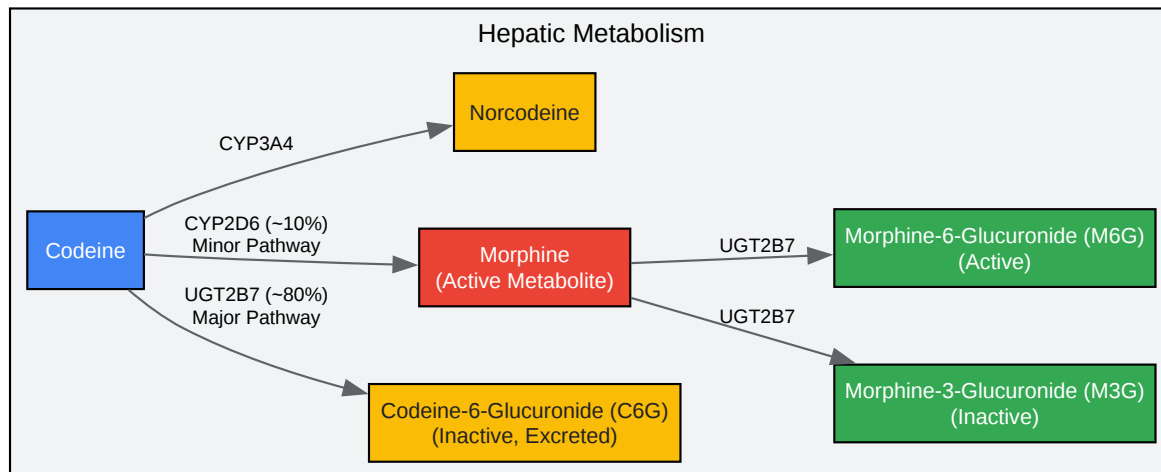 Hepatic Metabolism
Norcodeine
CYP3A4
Codeine
CYP2D6 (~10%)
Minor Pathway
Morphine
(Active Metabolite)
UGT2B7
Morphine-6-Glucuronide (M6G)
(Active)
UGT2B7 (~80%)
Major Pathway
UGT2B7
Codeine-6-Glucuronide (C6G)
(Inactive, Excreted)
Morphine-3-Glucuronide (M3G)
(Inactive)